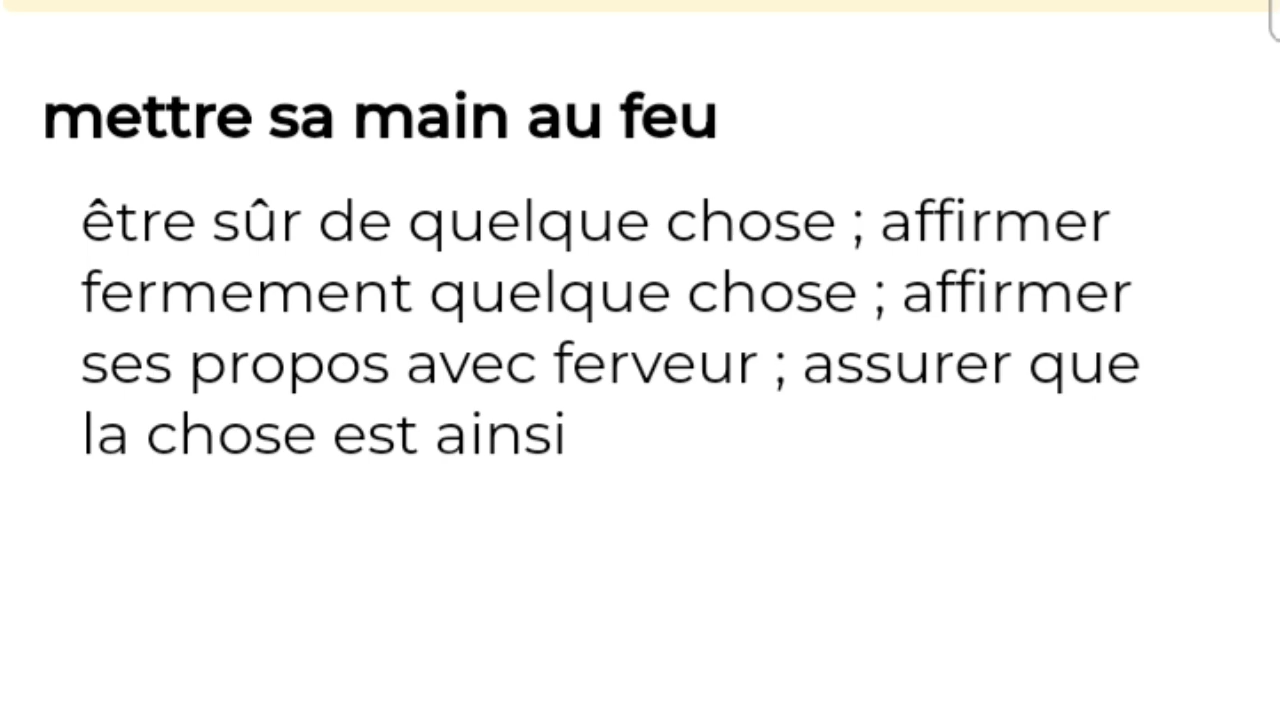 mettre sa main au feu
être sûr de quelque chose ; affirmer
fermement quelque chose ; affirmer
ses propos avec ferveur ; assurer que
la chose est ainsi